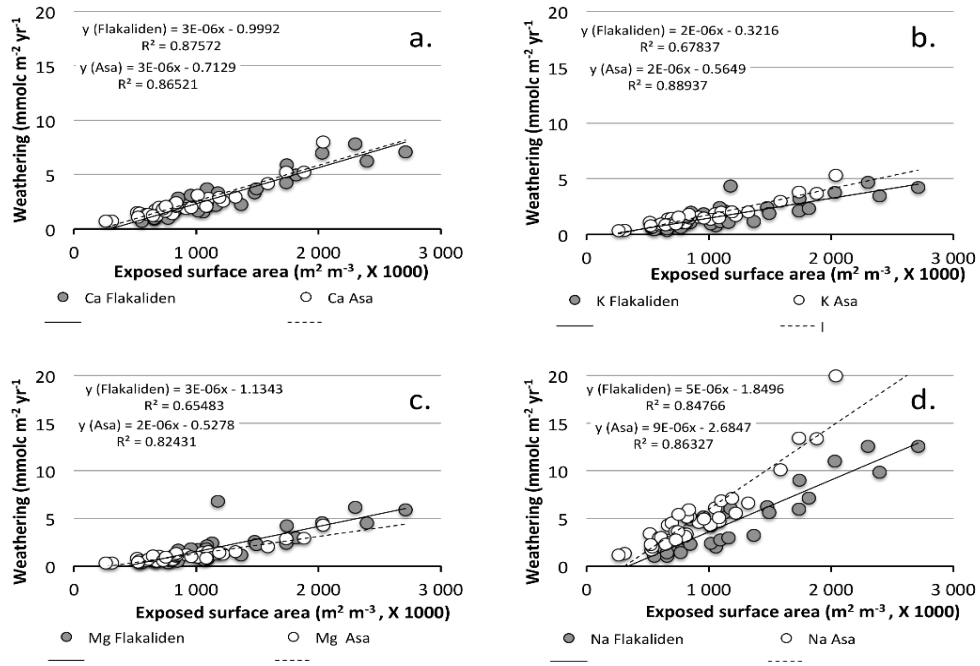 a.
y (Flakaliden) = 3E-06x - 0.9992
R² = 0.87572
y (Asa) = 3E-06x - 0.7129
R² = 0.86521
Weathering (mmolc m⁻² yr⁻¹
20
15
10
5
0
0 1 000 2 000 3 000
Exposed surface area (m² m⁻³ , X 1000)
Ca Flakaliden Ca Asa
b.
y (Flakaliden) = 2E-06x - 0.3216
R² = 0.67837
y (Asa) = 2E-06x - 0.5649
R² = 0.88937
Weathering (mmolc m⁻² yr⁻¹
20
15
10
5
0
0 1 000 2 000 3 000
Exposed surface area (m² m⁻³ , X 1000)
K Flakaliden K Asa
c.
y (Flakaliden) = 3E-06x - 1.1343
R² = 0.65483
y (Asa) = 2E-06x - 0.5278
R² = 0.82431
Weathering (mmolc m⁻² yr⁻¹
20
15
10
5
0
0 1 000 2 000 3 000
Exposed surface area (m² m⁻³ , X 1000)
Mg Flakaliden Mg Asa
d.
y (Flakaliden) = 5E-06x - 1.8496
R² = 0.84766
y (Asa) = 9E-06x - 2.6847
R² = 0.86327
Weathering (mmolc m⁻² yr⁻¹
20
15
10
5
0
0 1 000 2 000 3 000
Exposed surface area (m² m⁻³ , X 1000)
Na Flakaliden Na Asa